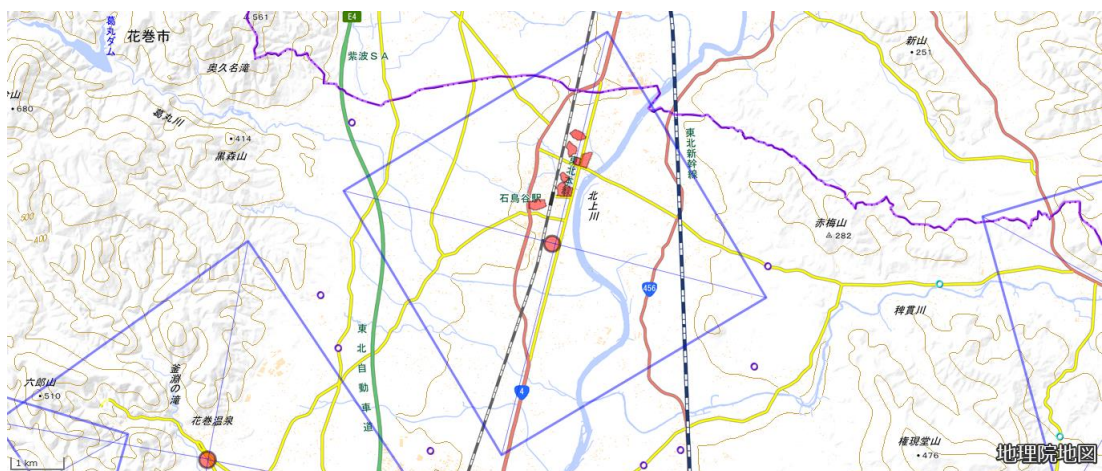 561
葛丸ダム
花巻市
奥久名滝
E4
紫波SA
新山
251
680
葛丸川
414
黒森山
東北新幹線
石鳥谷駅
北上川
赤梅山
282
500
400
456
稗貫川
東北自動車道
4
六郎山
510
釜淵の滝
花巻温泉
権現堂山
476
1 km
地理院地図